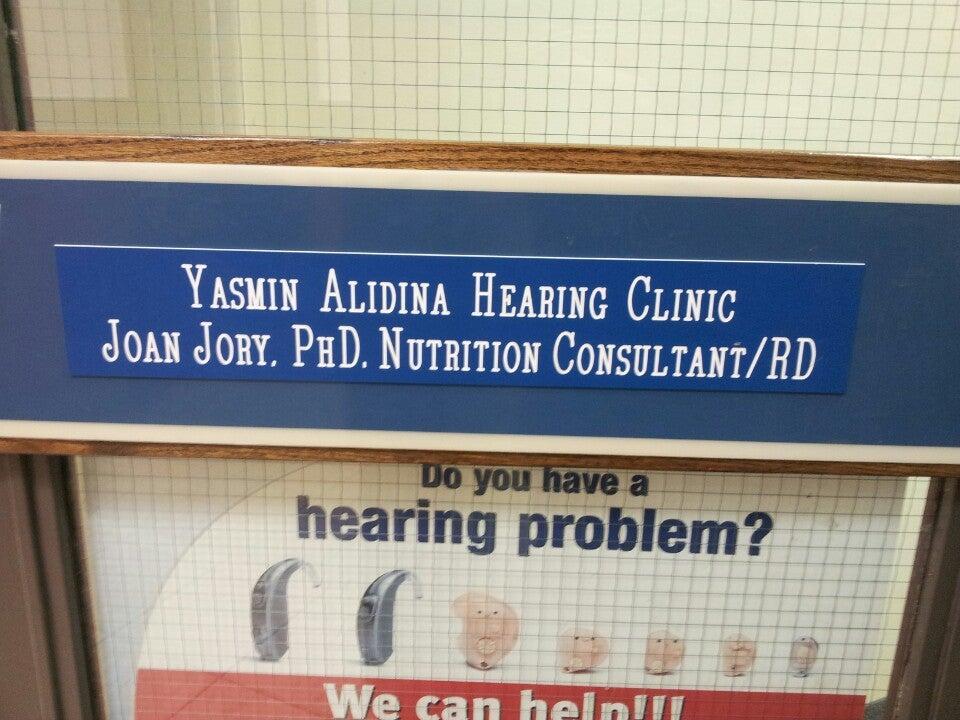 Yasmin Alidina Hearing Clinic
Joan Jory, PhD, Nutrition Consultant/RD
Do you have a
hearing problem?
We can help!!!